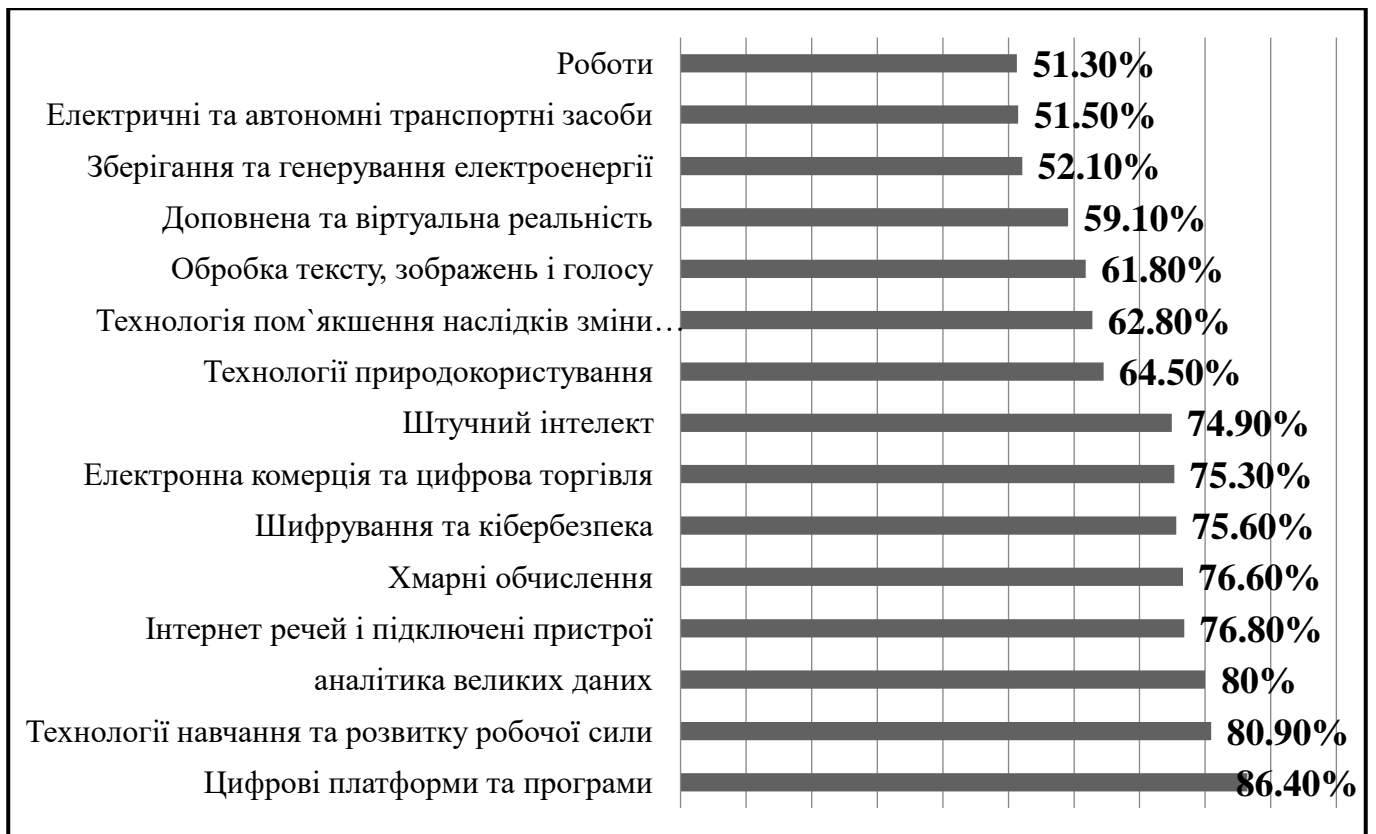 Роботи 51.30%
Електричні та автономні транспортні засоби 51.50%
Зберігання та генерування електроенергії 52.10%
Доповнена та віртуальна реальність 59.10%
Обробка тексту, зображень і голосу 61.80%
Технологія пом`якшення наслідків зміни… 62.80%
Технології природокористування 64.50%
Штучний інтелект 74.90%
Електронна комерція та цифрова торгівля 75.30%
Шифрування та кібербезпека 75.60%
Хмарні обчислення 76.60%
Інтернет речей і підключені пристрої 76.80%
аналітика великих даних 80%
Технології навчання та розвитку робочої сили 80.90%
Цифрові платформи та програми 86.40%